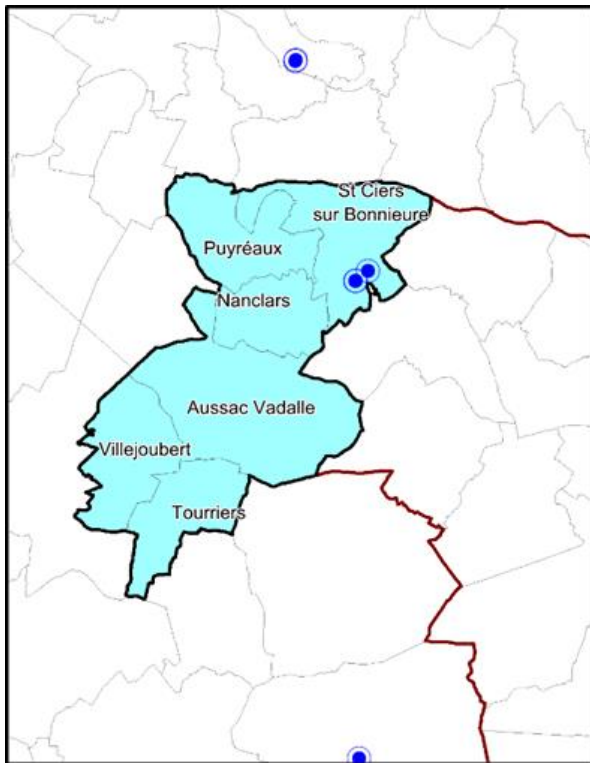 St Ciers
sur Bonnieure
Puyréaux
Nanclars
Aussac Vadalle
Villejoubert
Tourriers